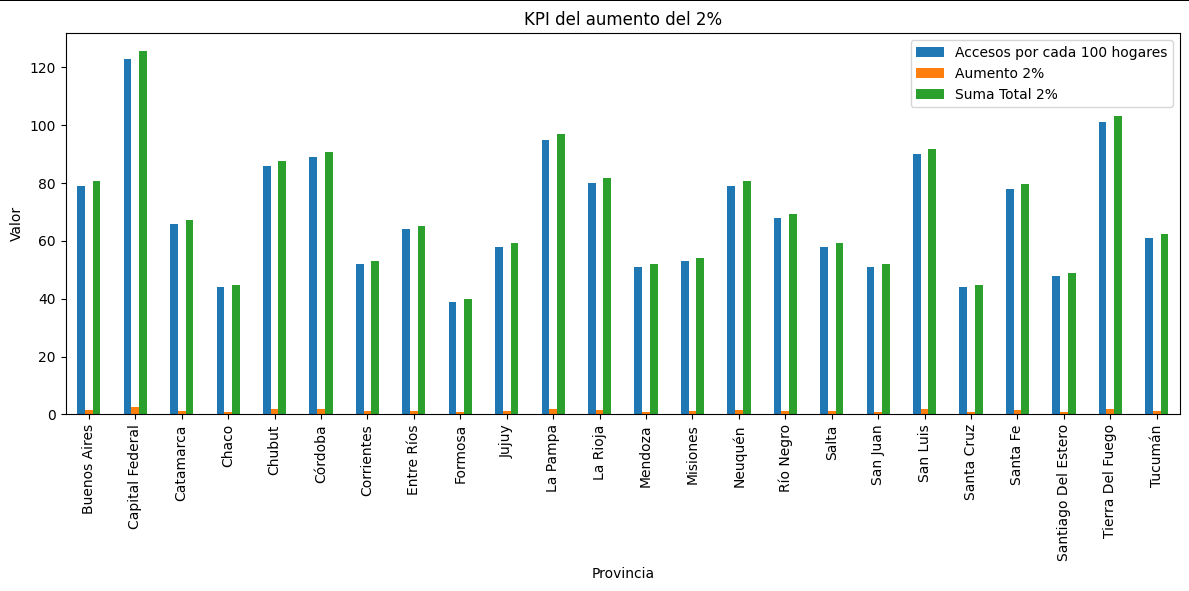 KPI del aumento del 2%
Accesos por cada 100 hogares
Aumento 2%
Suma Total 2%
Valor
120
100
80
60
40
20
0
Buenos Aires
Capital Federal
Catamarca
Chaco
Chubut
Córdoba
Corrientes
Entre Ríos
Formosa
Jujuy
La Pampa
La Rioja
Mendoza
Misiones
Neuquén
Río Negro
Salta
San Juan
San Luis
Santa Cruz
Santa Fe
Santiago Del Estero
Tierra Del Fuego
Tucumán
Provincia